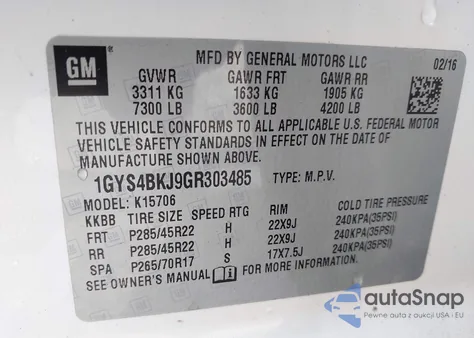 GM
MFD BY GENERAL MOTORS LLC 02/16
GVWR GAWR FRT GAWR RR
3311 KG 1633 KG 1905 KG
7300 LB 3600 LB 4200 LB
THIS VEHICLE CONFORMS TO ALL APPLICABLE U.S. FEDERAL MOTOR
VEHICLE SAFETY STANDARDS IN EFFECT ON THE DATE OF
MANUFACTURE SHOWN ABOVE.
1GYS4BKJ9GR303485 TYPE: M.P.V.
MODEL: K15706
KKBB TIRE SIZE SPEED RTG RIM COLD TIRE PRESSURE
FRT P285/45R22 H 22X9J 240KPA(35PSI)
RR P285/45R22 H 22X9J 240KPA(35PSI)
SPA P265/70R17 S 17X7.5J 240KPA(35PSI)
SEE OWNER'S MANUAL FOR MORE INFORMATION.
autoSnap
Pewne auta z aukcji USA i EU